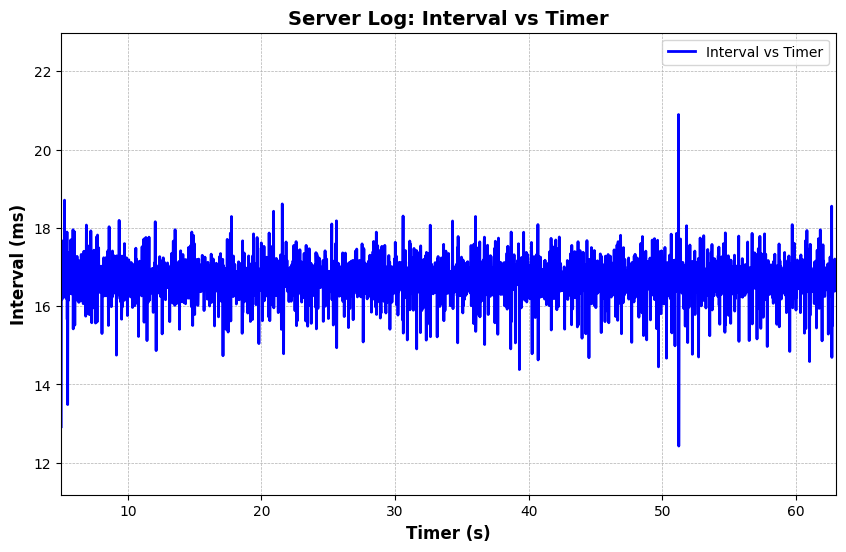 Server Log: Interval vs Timer
Interval vs Timer
22
20
18
16
14
12
Interval (ms)
10 20 30 40 50 60
Timer (s)